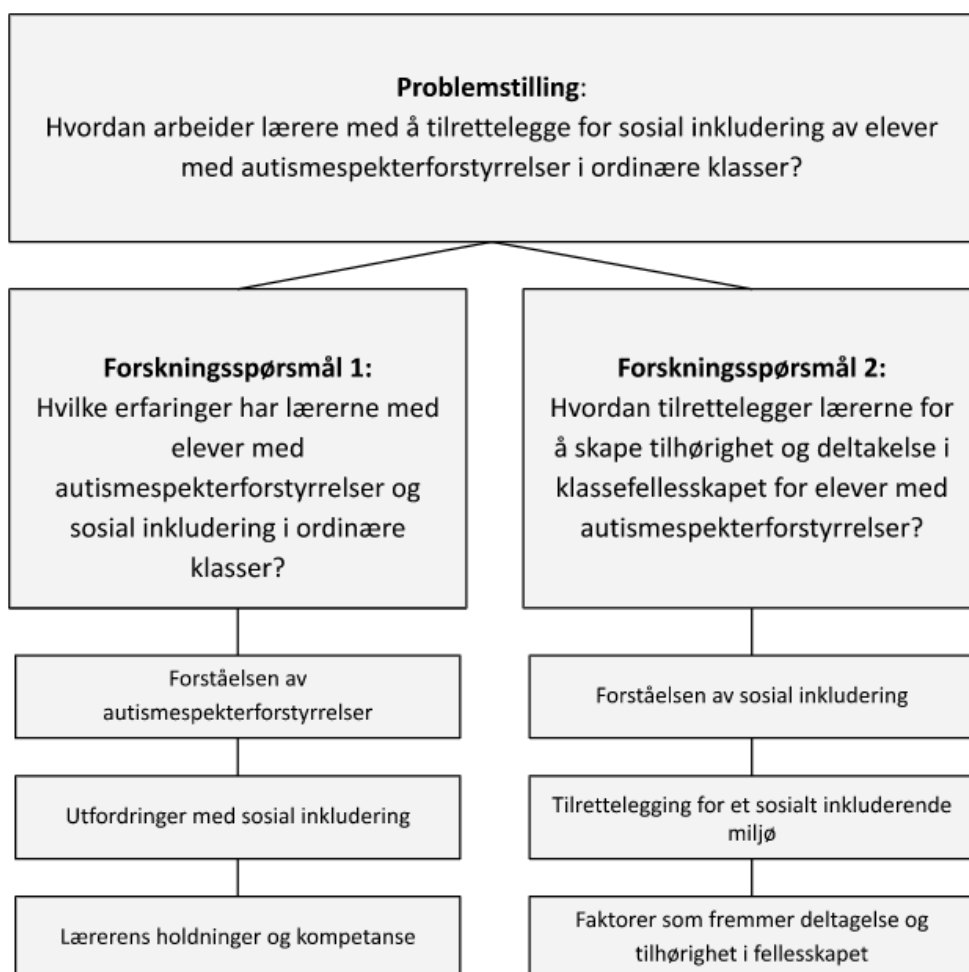 Problemstilling:
Hvordan arbeider lærere med å tilrettelegge for sosial inkludering av elever
med autismespekterforstyrrelser i ordinære klasser?
Forskningsspørsmål 1:
Hvilke erfaringer har lærerne med
elever med
autismespekterforstyrrelser og
sosial inkludering i ordinære
klasser?
Forskningsspørsmål 2:
Hvordan tilrettelegger lærerne for
å skape tilhørighet og deltakelse i
klassefellesskapet for elever med
autismespekterforstyrrelser?
Forståelsen av
autismespekterforstyrrelser
Forståelsen av sosial inkludering
Utfordringer med sosial inkludering
Tilrettelegging for et sosialt inkluderende
miljø
Lærerens holdninger og kompetanse
Faktorer som fremmer deltagelse og
tilhørighet i fellesskapet